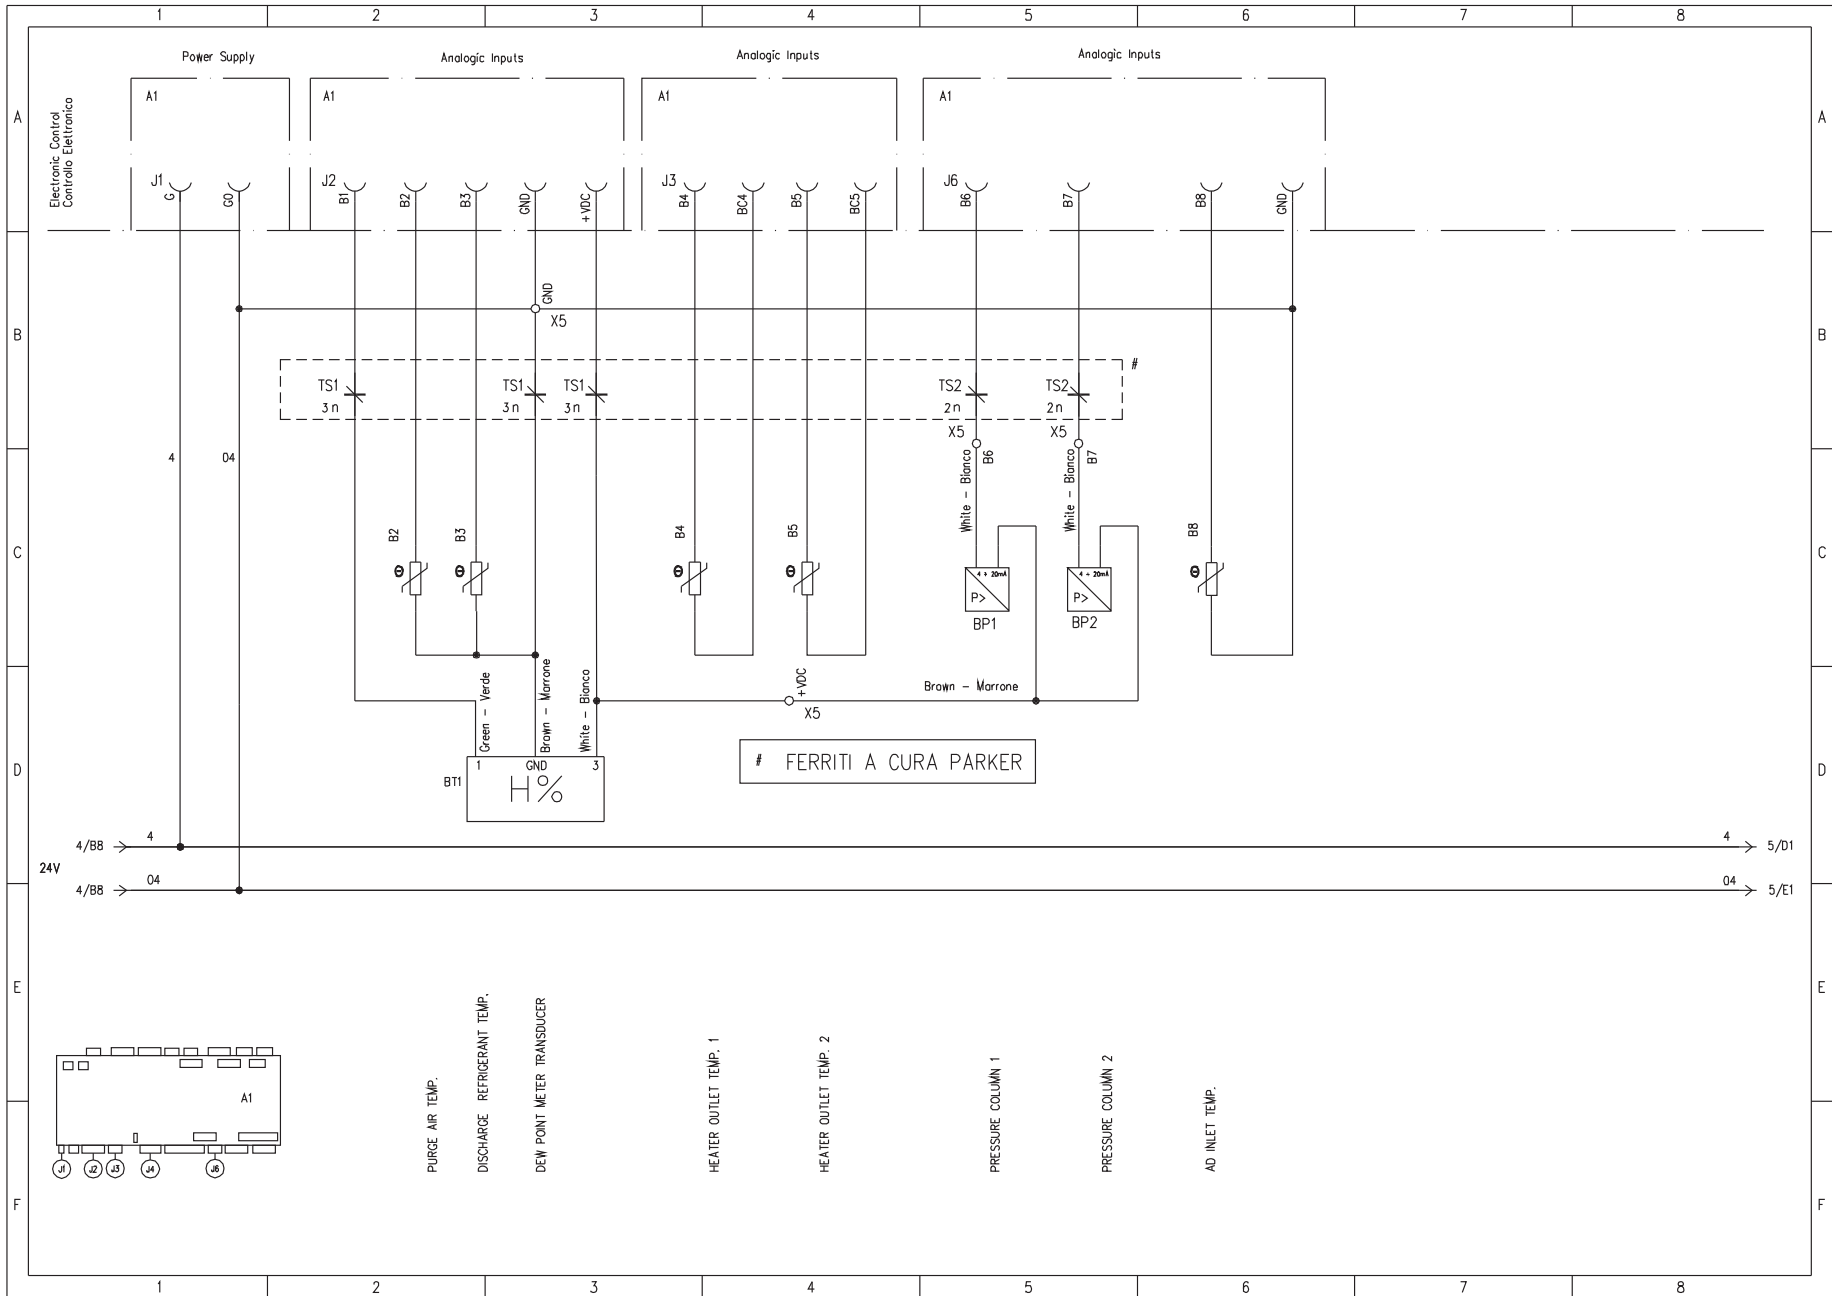 1 2 3 4 5 6 7 8
Power Supply
Analogic Inputs
Analogic Inputs
Analogic Inputs
A
A
Electronic Control
Controllo Elettronico
A1
A1
A1
A1
J1
J2
J3
J6
G
G0
B1
B2
B3
GND
+VDC
B4
BC4
B5
BC5
B6
B7
B8
GND
B
B
GND
X5
#
TS1
3n
TS1
3n
TS1
3n
TS2
2n
TS2
2n
X5
X5
B6
B7
4
04
White - Bianco
White - Bianco
C
C
B2
B3
B4
B5
B8
Θ
Θ
Θ
Θ
Θ
4 ÷ 20mA
P>
BP1
4 ÷ 20mA
P>
BP2
Green - Verde
Brown - Marrone
White - Bianco
+VDC
X5
Brown - Marrone
D
D
# FERRITI A CURA PARKER
BT1
1 GND 3
H%
4/B8
4
4
5/D1
24V
4/B8
04
04
5/E1
E
E
PURGE AIR TEMP.
DISCHARGE REFRIGERANT TEMP.
DEW POINT METER TRANSDUCER
HEATER OUTLET TEMP. 1
HEATER OUTLET TEMP. 2
PRESSURE COLUMN 1
PRESSURE COLUMN 2
AD INLET TEMP.
A1
J1 J2 J3 J4 J6
F
F
1 2 3 4 5 6 7 8